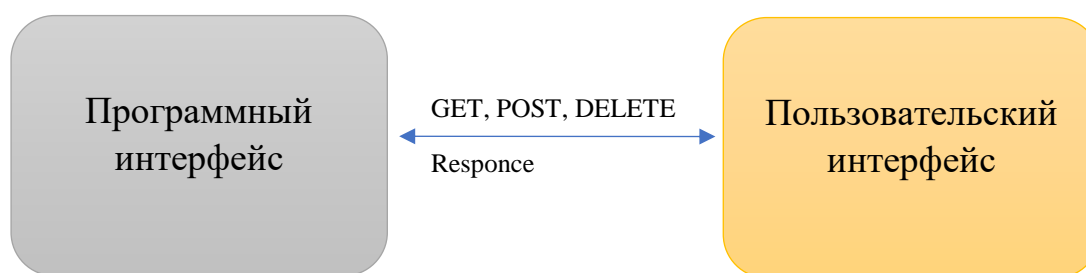 Программный
интерфейс
GET, POST, DELETE
Responce
Пользовательский
интерфейс